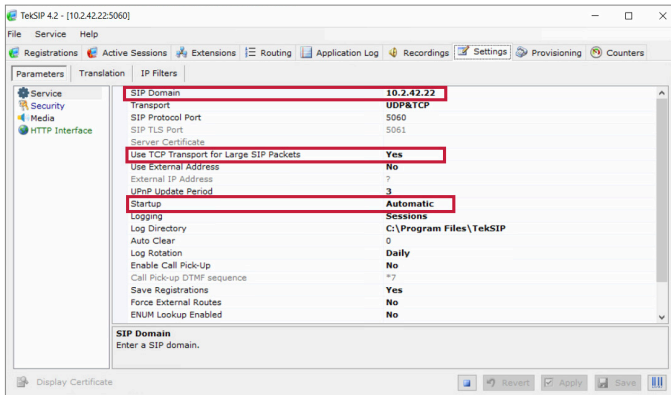 TekSIP 4.2 - [10.2.42.22:5060]
File Service Help
Registrations Active Sessions Extensions Routing Application Log Recordings Settings Provisioning Counters
Parameters Translation IP Filters
Service
Security
Media
HTTP Interface
SIP Domain 10.2.42.22
Transport UDP&TCP
SIP Protocol Port 5060
SIP TLS Port 5061
Server Certificate
Use TCP Transport for Large SIP Packets Yes
Use External Address No
External IP Address ?
UPnP Update Period 3
Startup Automatic
Logging Sessions
Log Directory C:\Program Files\TekSIP
Auto Clear 0
Log Rotation Daily
Enable Call Pick-Up No
Call Pick-up DTMF sequence *7
Save Registrations Yes
Force External Routes No
ENUM Lookup Enabled No
SIP Domain
Enter a SIP domain.
Display Certificate Revert Apply Save